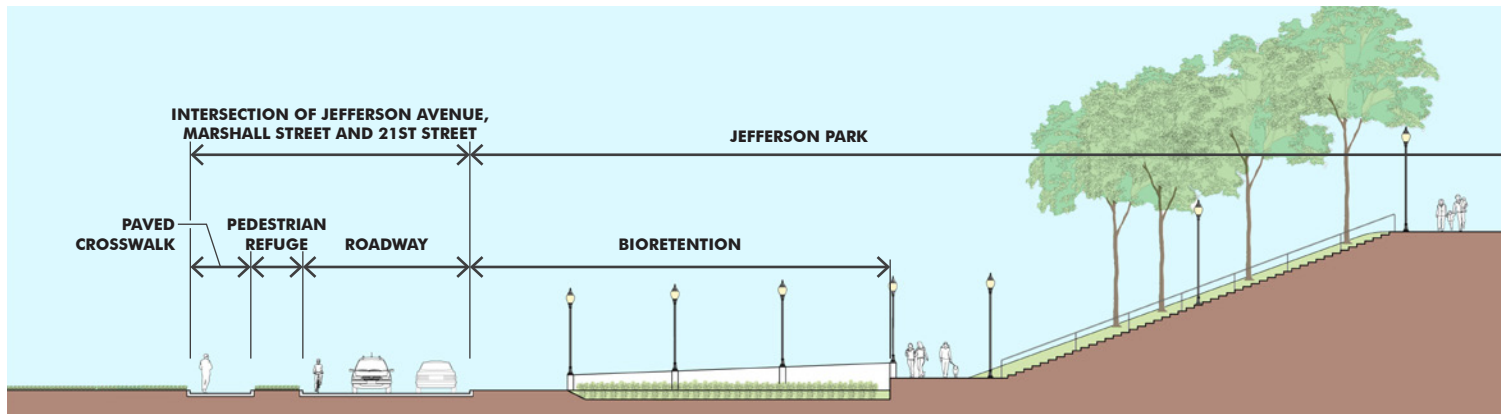 INTERSECTION OF JEFFERSON AVENUE,
MARSHALL STREET AND 21ST STREET
JEFFERSON PARK
PAVED
CROSSWALK
PEDESTRIAN
REFUGE
ROADWAY
BIORETENTION